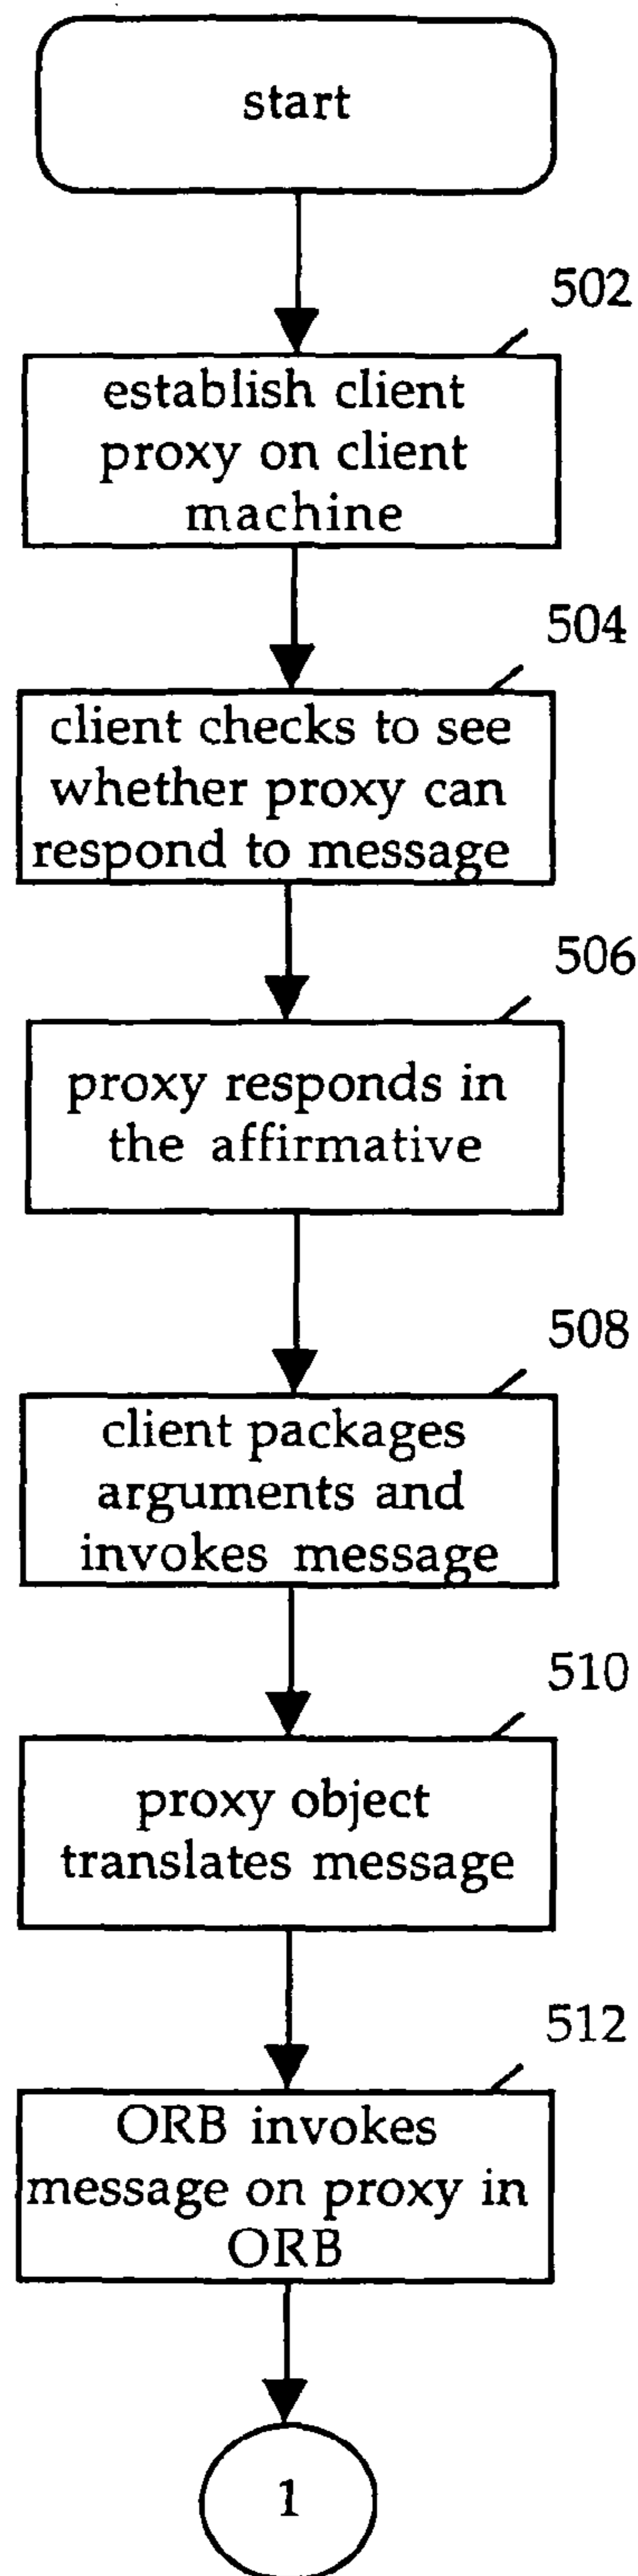 start
502
establish client
proxy on client
machine
504
client checks to see
whether proxy can
respond to message
506
proxy responds in
the affirmative
508
client packages
arguments and
invokes message
510
proxy object
translates message
512
ORB invokes
message on proxy in
ORB
1